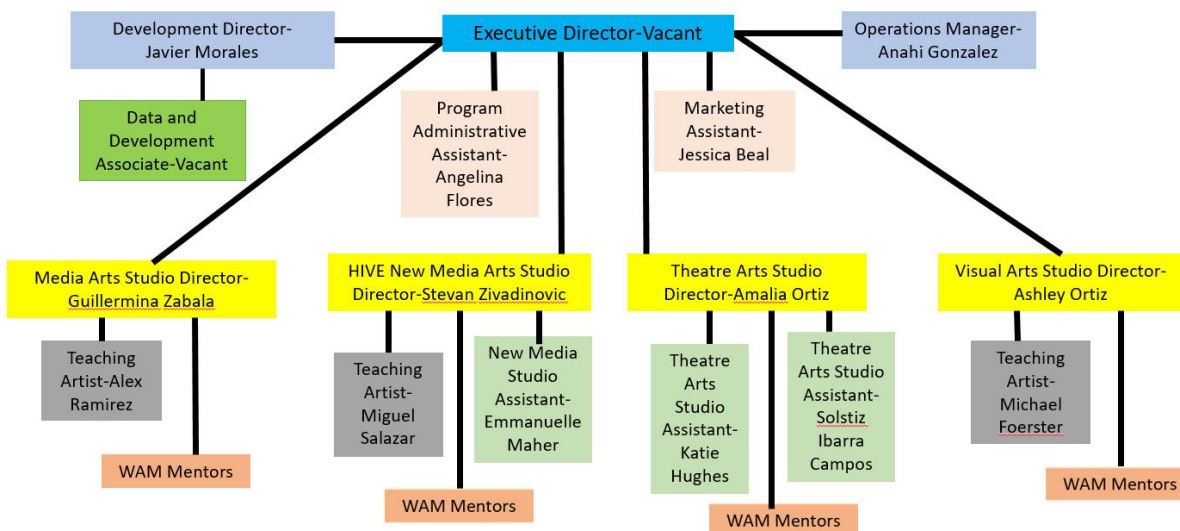 Development Director-
Javier Morales
Executive Director-Vacant
Operations Manager-
Anahi Gonzalez
Data and
Development
Associate-Vacant
Program
Administrative
Assistant-
Angelina
Flores
Marketing
Assistant-
Jessica Beal
Media Arts Studio Director-
Guillermina Zabala
HIVE New Media Arts Studio
Director-Stevan Zivadinovic
Theatre Arts Studio
Director-Amalia Ortiz
Visual Arts Studio Director-
Ashley Ortiz
Teaching
Artist-Alex
Ramirez
WAM Mentors
Teaching
Artist-
Miguel
Salazar
New Media
Studio
Assistant-
Emmanuelle
Maher
WAM Mentors
Theatre
Arts
Studio
Assistant-
Katie
Hughes
Theatre
Arts Studio
Assistant-
Solstiz
Ibarra
Campos
WAM Mentors
Teaching
Artist-
Michael
Foerster
WAM Mentors